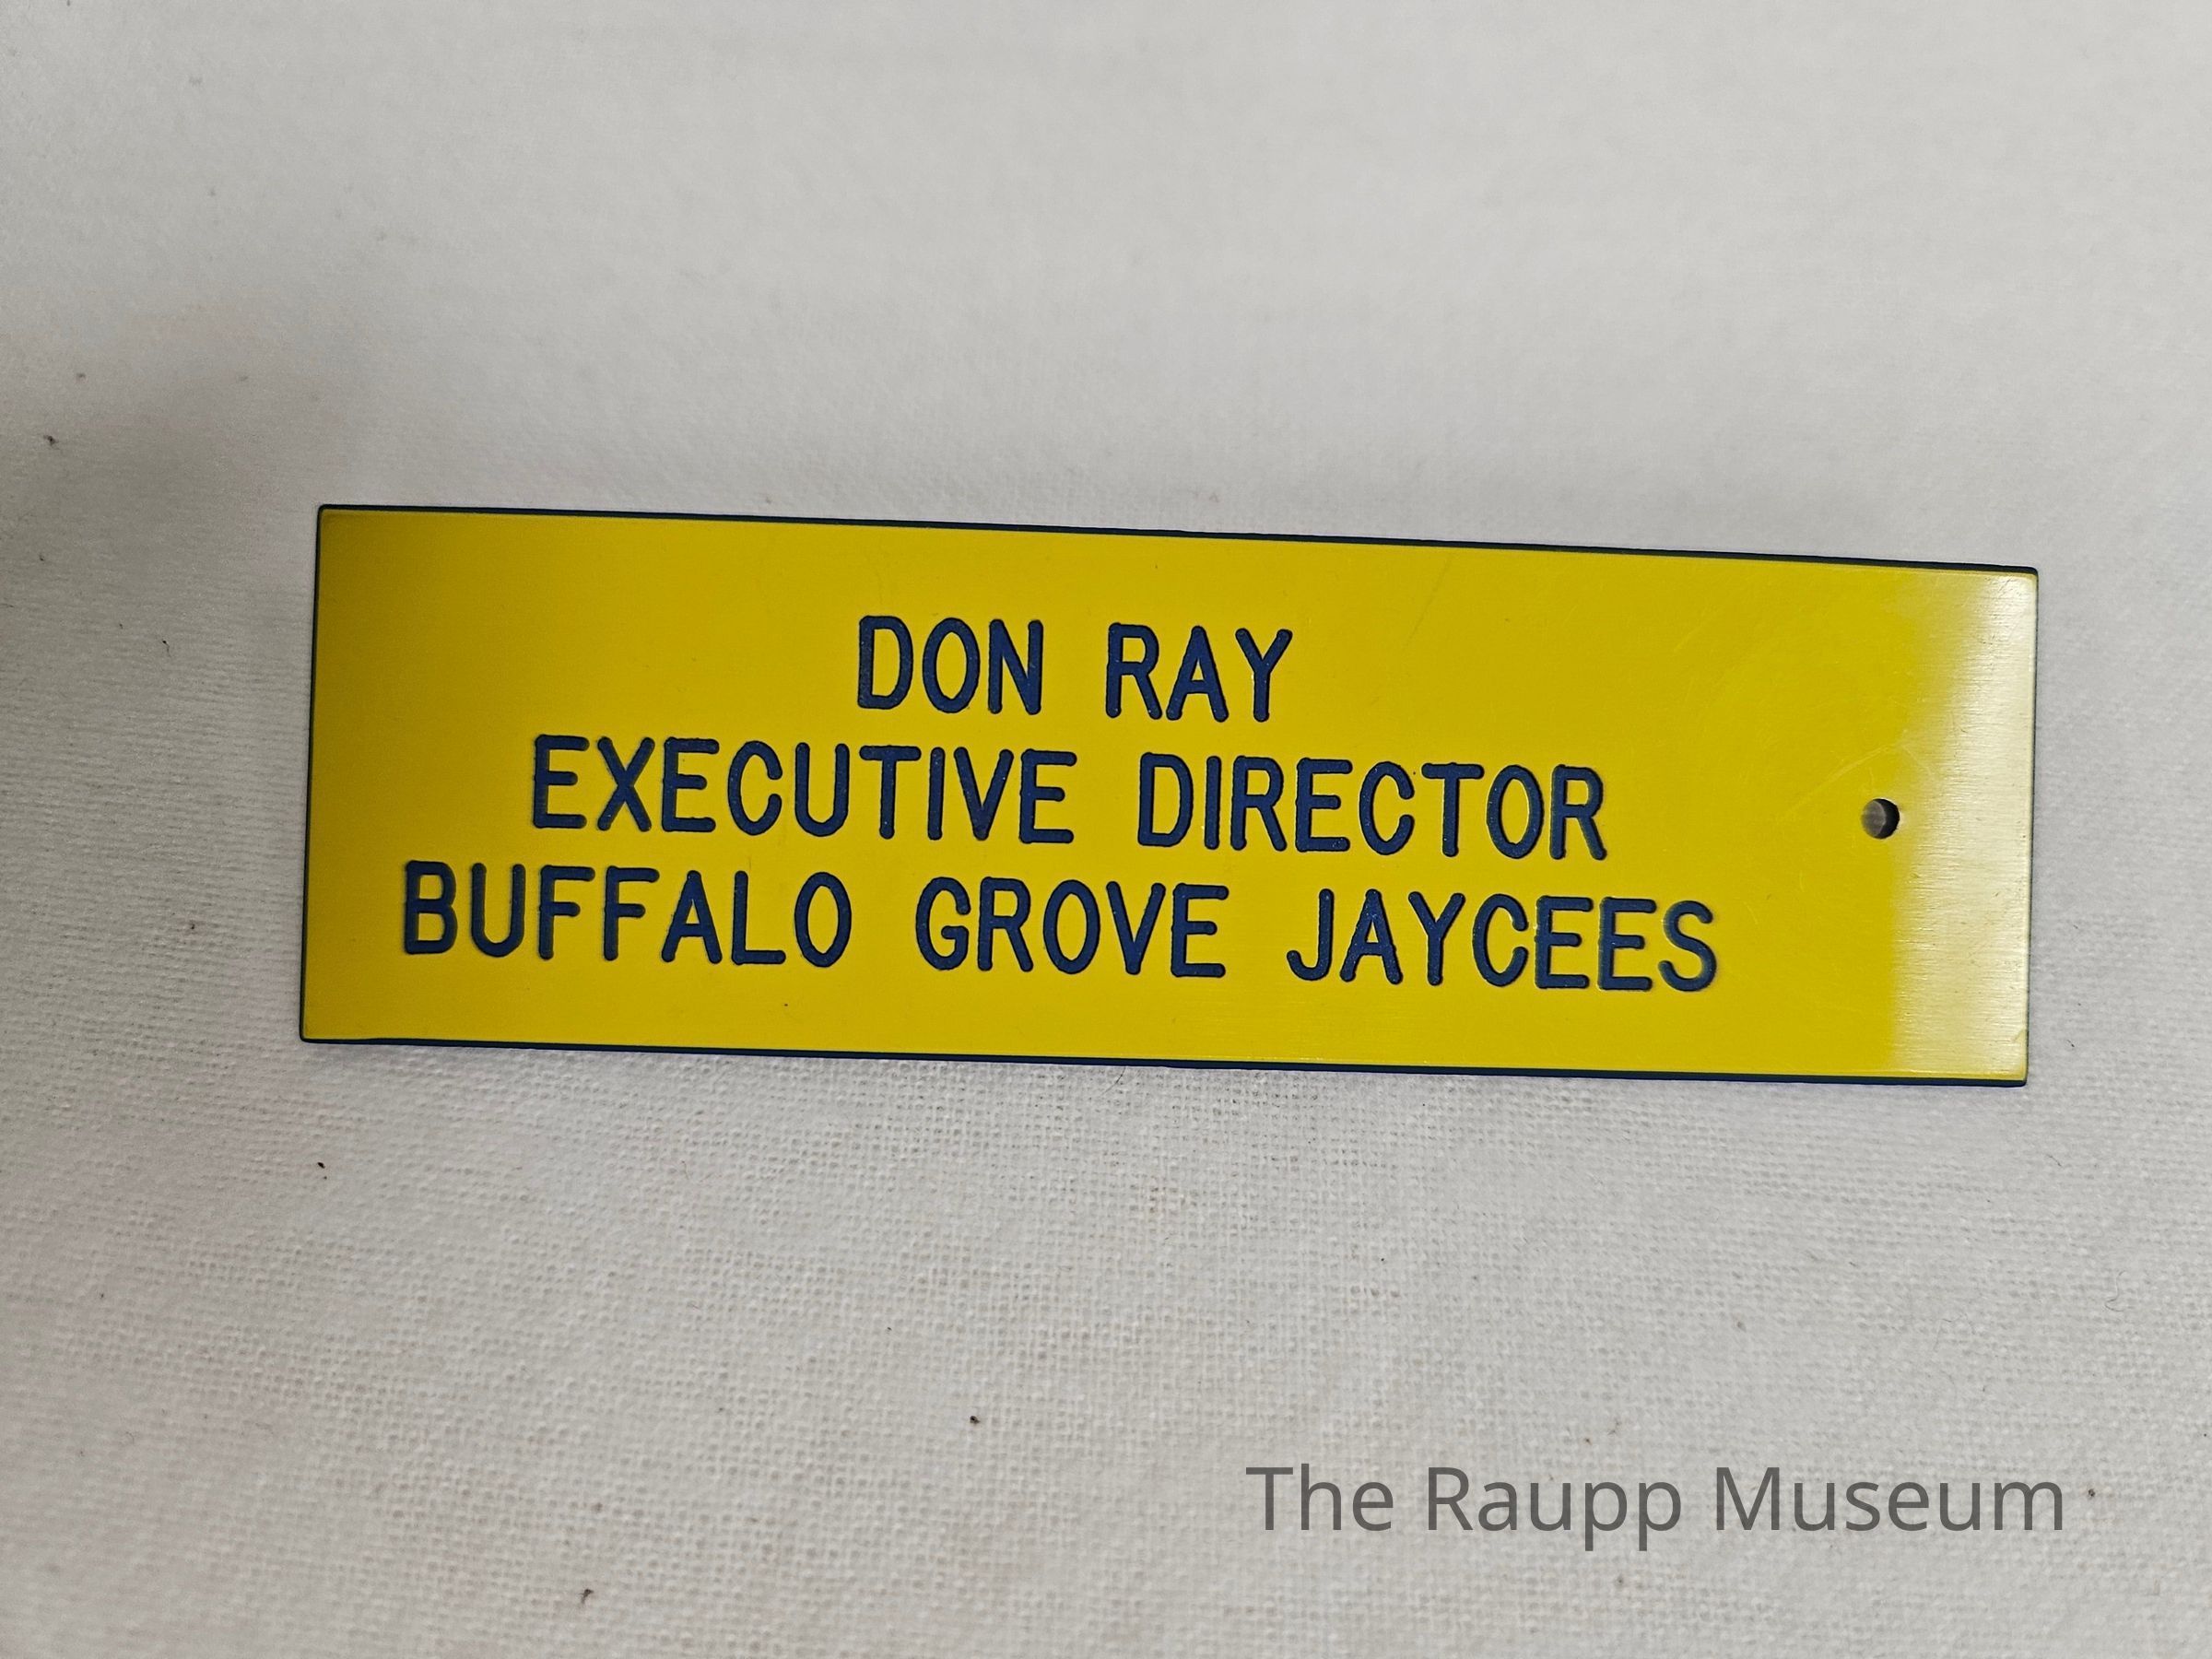 DON RAY
EXECUTIVE DIRECTOR
BUFFALO GROVE JAYCEES
The Raupp Museum